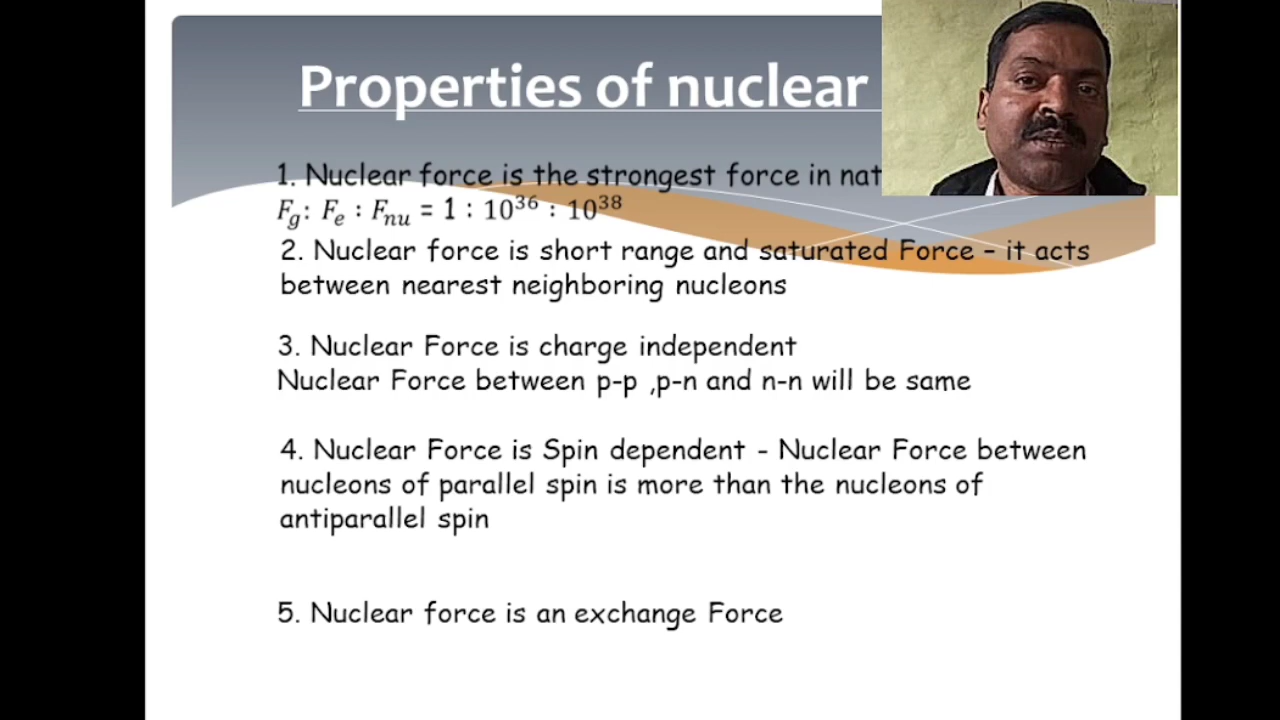 Properties of nuclear
1. Nuclear force is the strongest force in nat
F_g: F_e : F_nu = 1 : 10^36 : 10^38
2. Nuclear force is short range and saturated Force – it acts
between nearest neighboring nucleons
3. Nuclear Force is charge independent
Nuclear Force between p-p ,p-n and n-n will be same
4. Nuclear Force is Spin dependent - Nuclear Force between
nucleons of parallel spin is more than the nucleons of
antiparallel spin
5. Nuclear force is an exchange Force